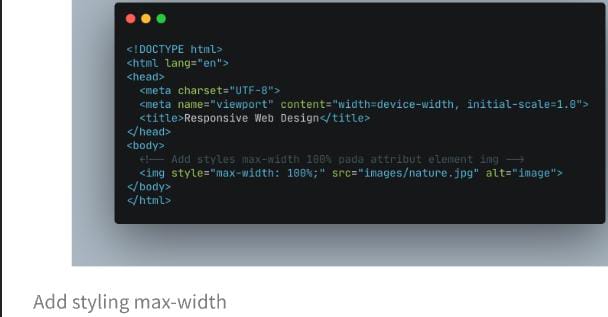 <!DOCTYPE html>
<html lang="en">
<head>
<meta charset="UTF-8">
<meta name="viewport" content="width=device-width, initial-scale=1.0">
<title>Responsive Web Design</title>
</head>
<body>
<!-- Add styles max-width 100% pada attribut element img -->
<img style="max-width: 100%;" src="images/nature.jpg" alt="image">
</body>
</html>
Add styling max-width